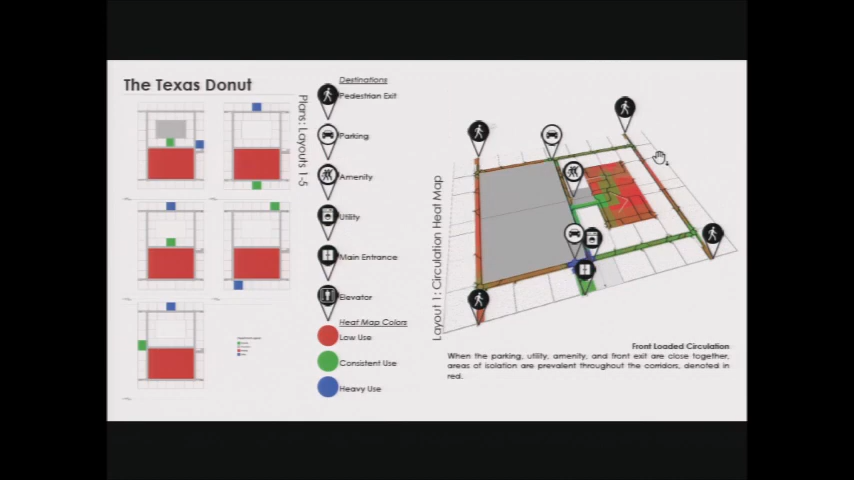 The Texas Donut
Plans: Layouts 1-5
Destinations
Pedestrian Exit
Parking
Amenity
Utility
Main Entrance
Elevator
Heat Map Colors
Low Use
Consistent Use
Heavy Use
Layout 1: Circulation Heat Map
Front Loaded Circulation
When the parking, utility, amenity, and front exit are close together,
areas of isolation are prevalent throughout the corridors, denoted in
red.